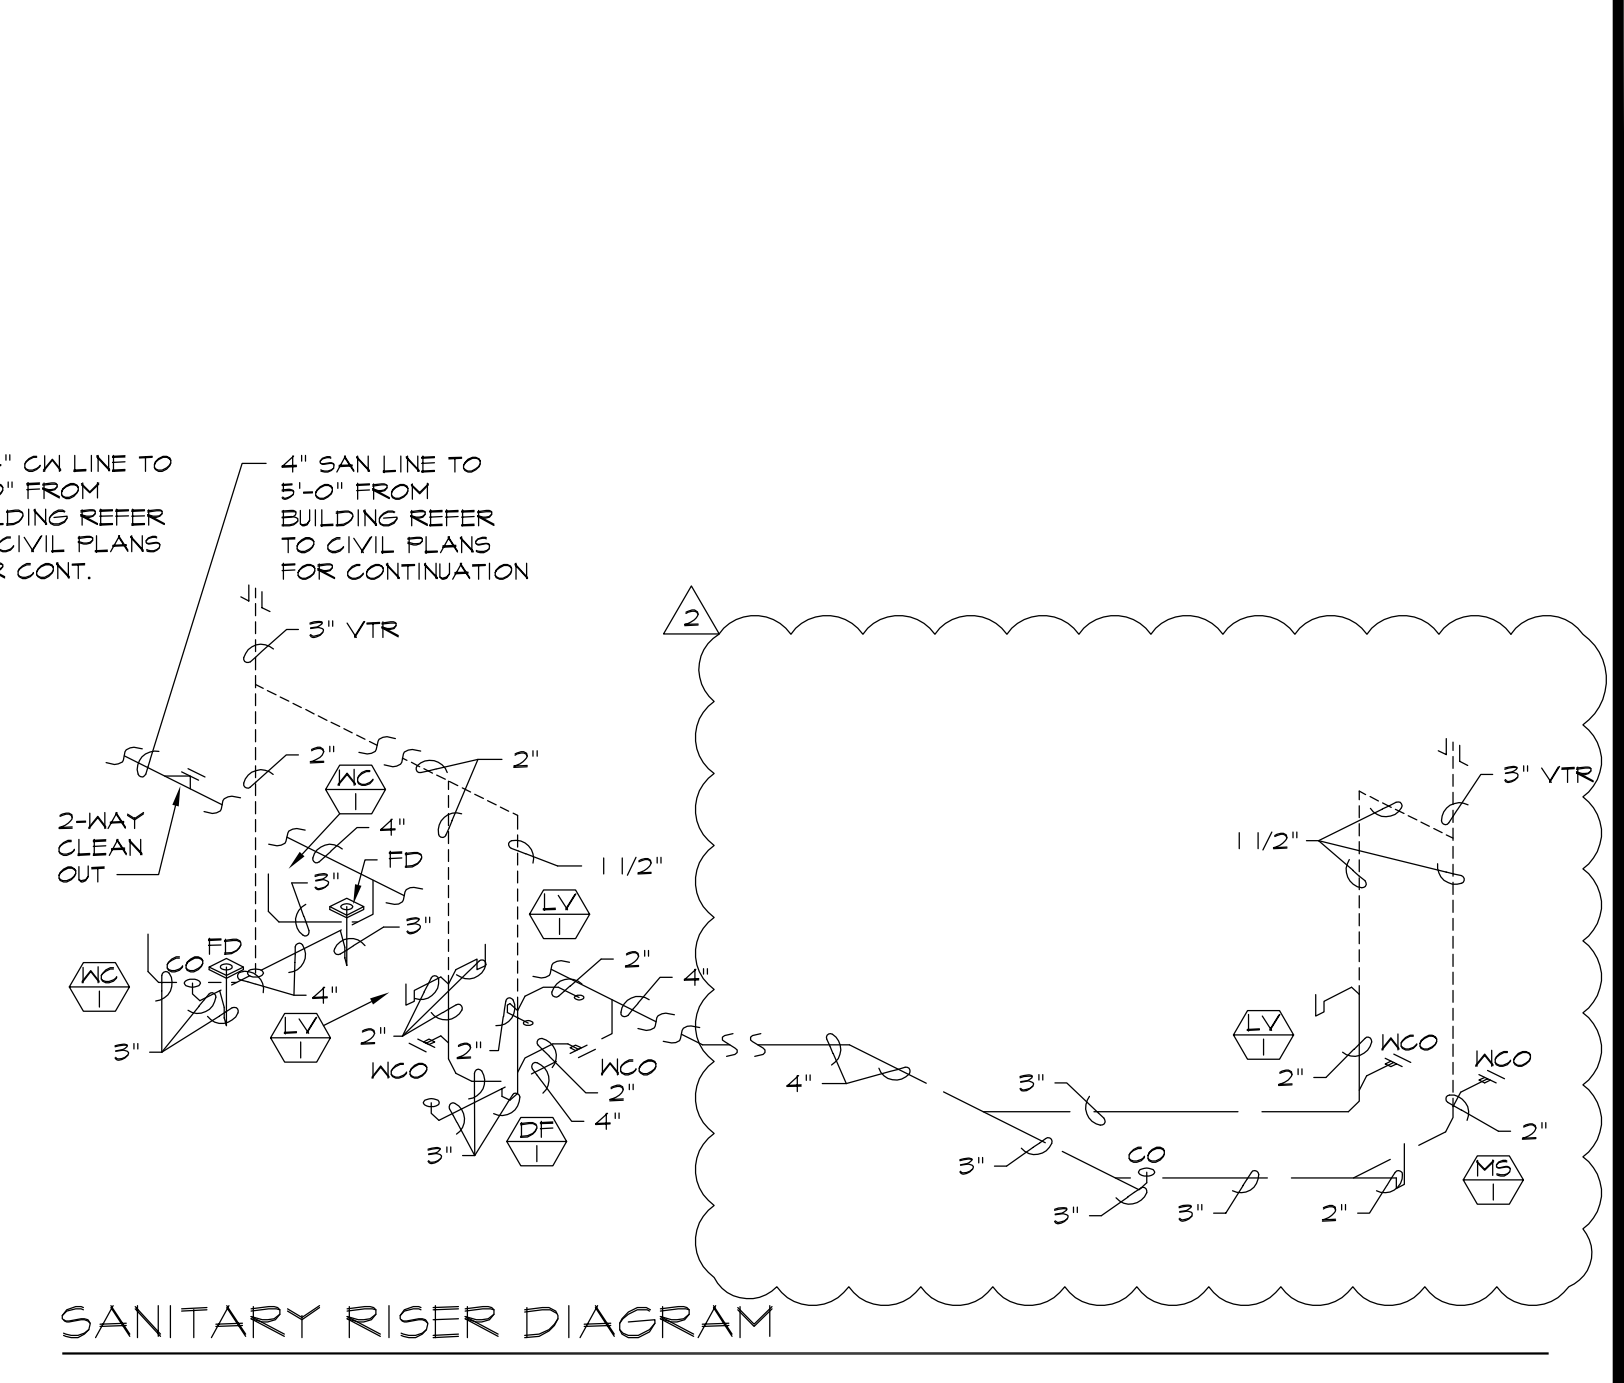 " CW LINE TO
" FROM
LDING REFER
CIVIL PLANS
R CONT.
4" SAN LINE TO
5'-0" FROM
BUILDING REFER
TO CIVIL PLANS
FOR CONTINUATION
2
3" VTR
2"
WC
1
2"
2-WAY
CLEAN
OUT
4"
FD
3"
1 1/2"
LV
1
3"
FD
CO
WC
1
4"
2"
4"
LV
1
3"
2"
WCO
2"
WCO
2"
4"
3"
DF
1
3" VTR
1 1/2"
LV
1
WCO
2"
WCO
4"
3"
2"
3"
CO
MS
1
3"
3"
2"
SANITARY RISER DIAGRAM